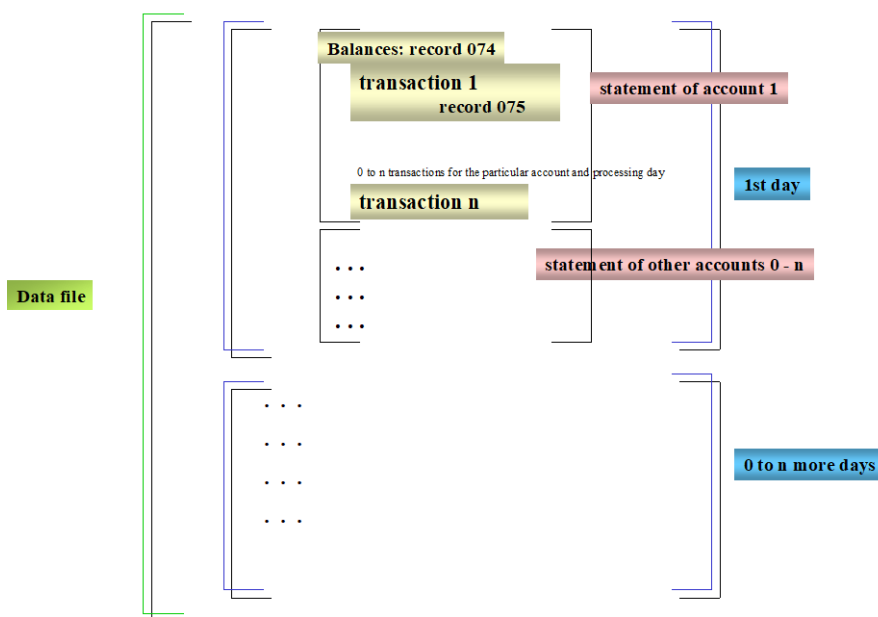 Balances: record 074
transaction 1
record 075
statement of account 1
0 to n transactions for the particular account and processing day
1st day
transaction n
statement of other accounts 0 - n
. . .
. . .
. . .
Data file
. . .
. . .
0 to n more days
. . .
. . .